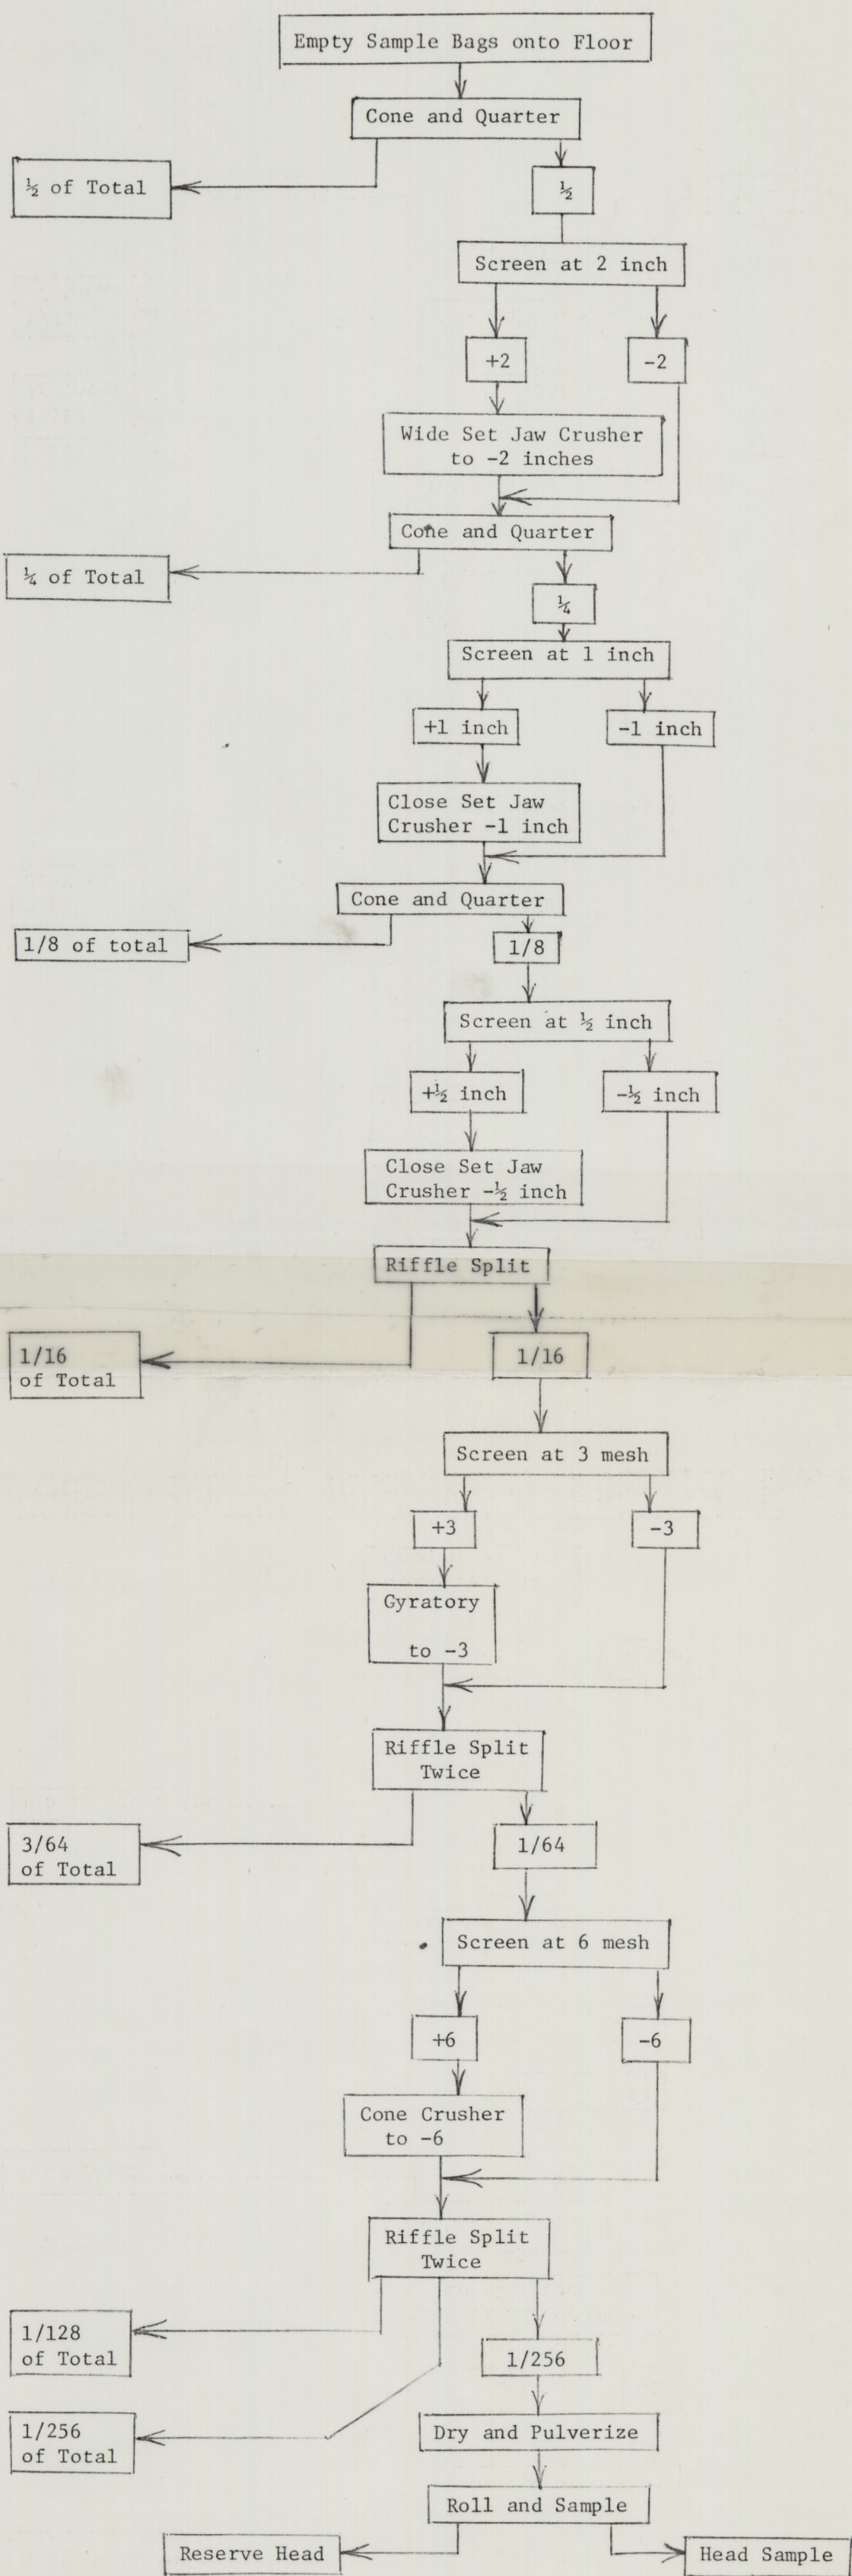 Empty Sample Bags onto Floor
Cone and Quarter
½ of Total
½
Screen at 2 inch
+2
-2
Wide Set Jaw Crusher
to -2 inches
Cone and Quarter
¼ of Total
¼
Screen at 1 inch
+1 inch
-1 inch
Close Set Jaw
Crusher -1 inch
Cone and Quarter
1/8 of total
1/8
Screen at ½ inch
+½ inch
-½ inch
Close Set Jaw
Crusher -½ inch
Riffle Split
1/16
of Total
1/16
Screen at 3 mesh
+3
-3
Gyratory
to -3
Riffle Split
Twice
3/64
of Total
1/64
Screen at 6 mesh
+6
-6
Cone Crusher
to -6
Riffle Split
Twice
1/128
of Total
1/256
1/256
of Total
Dry and Pulverize
Roll and Sample
Reserve Head
Head Sample